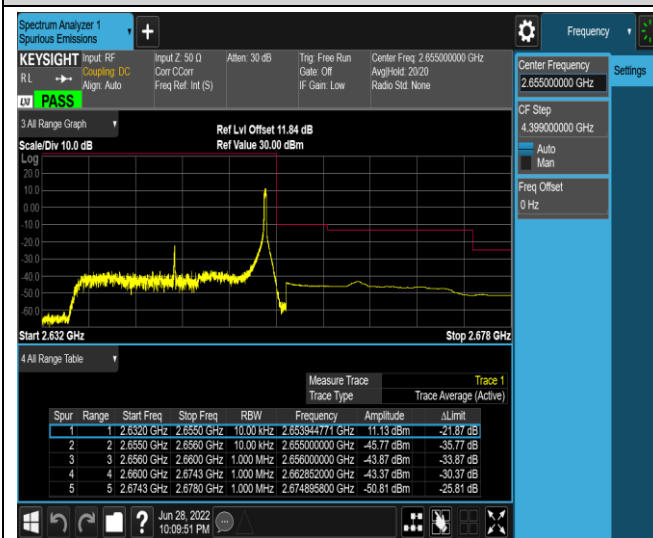 Spectrum Analyzer 1
Spurious Emissions
Frequency
KEYSIGHT
RL
LXI
PASS
Input: RF
Coupling: DC
Align: Auto
Input Z: 50 Ω
Corr CCorr
Freq Ref: Int (S)
Atten: 30 dB
Trig: Free Run
Gate: Off
IF Gain: Low
Center Freq: 2.655000000 GHz
Avg|Hold: 20/20
Radio Std: None
Center Frequency
2.655000000 GHz
Settings
CF Step
4.399000000 GHz
Auto
Man
Freq Offset
0 Hz
3 All Range Graph
Scale/Div 10.0 dB
Ref Lvl Offset 11.84 dB
Ref Value 30.00 dBm
Log
20.0
10.0
0.00
-10.0
-20.0
-30.0
-40.0
-50.0
-60.0
Start 2.632 GHz
Stop 2.678 GHz
4 All Range Table
Measure Trace Trace 1
Trace Type Trace Average (Active)
Spur Range Start Freq Stop Freq RBW Frequency Amplitude ΔLimit
1 1 2.6320 GHz 2.6550 GHz 10.00 kHz 2.653944771 GHz 11.13 dBm -21.87 dB
2 2 2.6550 GHz 2.6560 GHz 10.00 kHz 2.655000000 GHz -45.77 dBm -35.77 dB
3 3 2.6560 GHz 2.6600 GHz 1.000 MHz 2.656000000 GHz -43.87 dBm -33.87 dB
4 4 2.6600 GHz 2.6743 GHz 1.000 MHz 2.662852000 GHz -43.37 dBm -30.37 dB
5 5 2.6743 GHz 2.6780 GHz 1.000 MHz 2.674895800 GHz -50.81 dBm -25.81 dB
?
Jun 28, 2022
10:09:51 PM